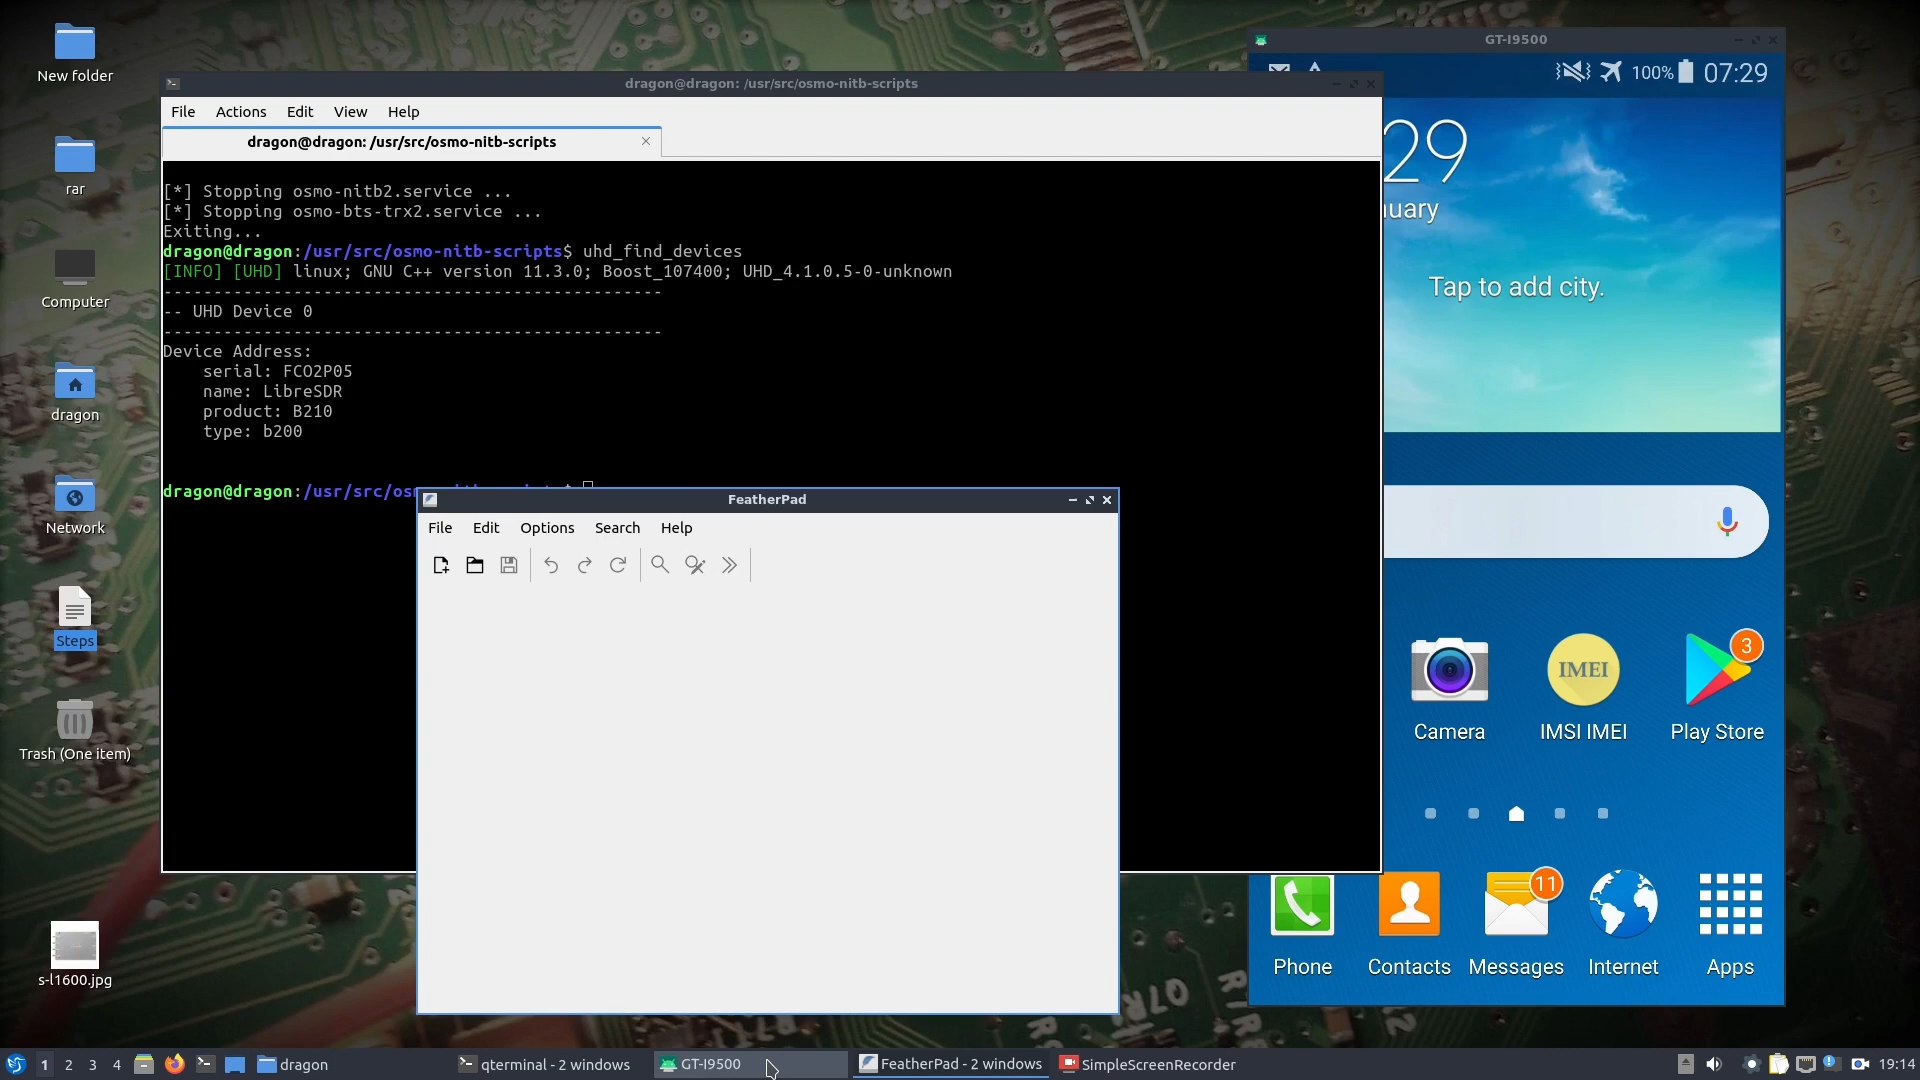 New folder
rar
Computer
dragon
Network
Steps
Trash (One item)
s-l1600.jpg
dragon@dragon: /usr/src/osmo-nitb-scripts
File Actions Edit View Help
dragon@dragon: /usr/src/osmo-nitb-scripts
[*] Stopping osmo-nitb2.service ...
[*] Stopping osmo-bts-trx2.service ...
Exiting...
dragon@dragon:/usr/src/osmo-nitb-scripts$ uhd_find_devices
[INFO] [UHD] linux; GNU C++ version 11.3.0; Boost_107400; UHD_4.1.0.5-0-unknown
--------------------------------------------------
-- UHD Device 0
--------------------------------------------------
Device Address:
serial: FCO2P05
name: LibreSDR
product: B210
type: b200
dragon@dragon:/usr/src/os
FeatherPad
File Edit Options Search Help
GT-I9500
100% 07:29
29
Tap to add city.
IMEI
3
Camera IMSI IMEI Play Store
11
Phone Contacts Messages Internet Apps
1 2 3 4 dragon qterminal - 2 windows GT-I9500 FeatherPad - 2 windows SimpleScreenRecorder 19:14